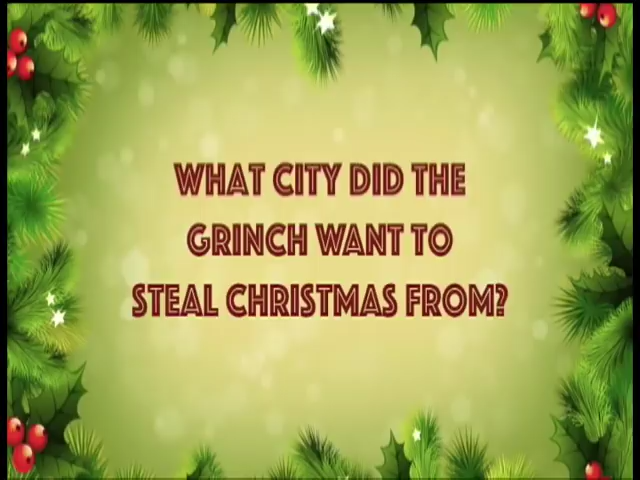 WHAT CITY DID THE
GRINCH WANT TO
STEAL CHRISTMAS FROM?